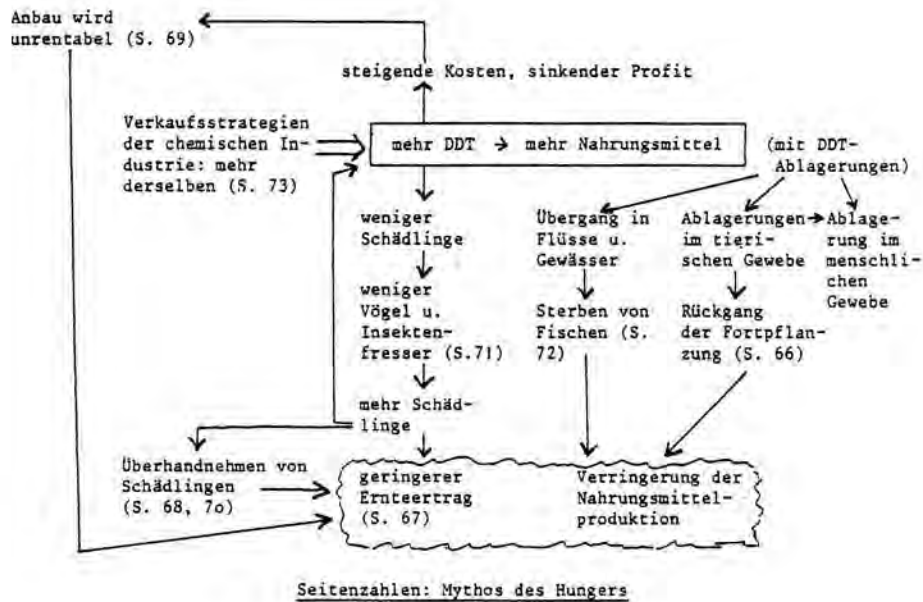 Anbau wird
unrentabel (S. 69)
steigende Kosten, sinkender Profit
Verkaufsstrategien
der chemischen In-
dustrie: mehr
derselben (S. 73)
mehr DDT → mehr Nahrungsmittel
(mit DDT-
Ablagerungen)
weniger
Schädlinge
Übergang in
Flüsse u.
Gewässer
Ablagerungen
im tieri-
schen Gewebe
Ablage-
rung im
menschli-
chen
Gewebe
weniger
Vögel u.
Insekten-
fresser (S.71)
Sterben von
Fischen (S.
72)
Rückgang
der Fortpflan-
zung (S. 66)
mehr Schäd-
linge
Überhandnehmen von
Schädlingen
(S. 68, 7o)
geringerer
Ernteertrag
(S. 67)
Verringerung der
Nahrungsmittel-
produktion
Seitenzahlen: Mythos des Hungers